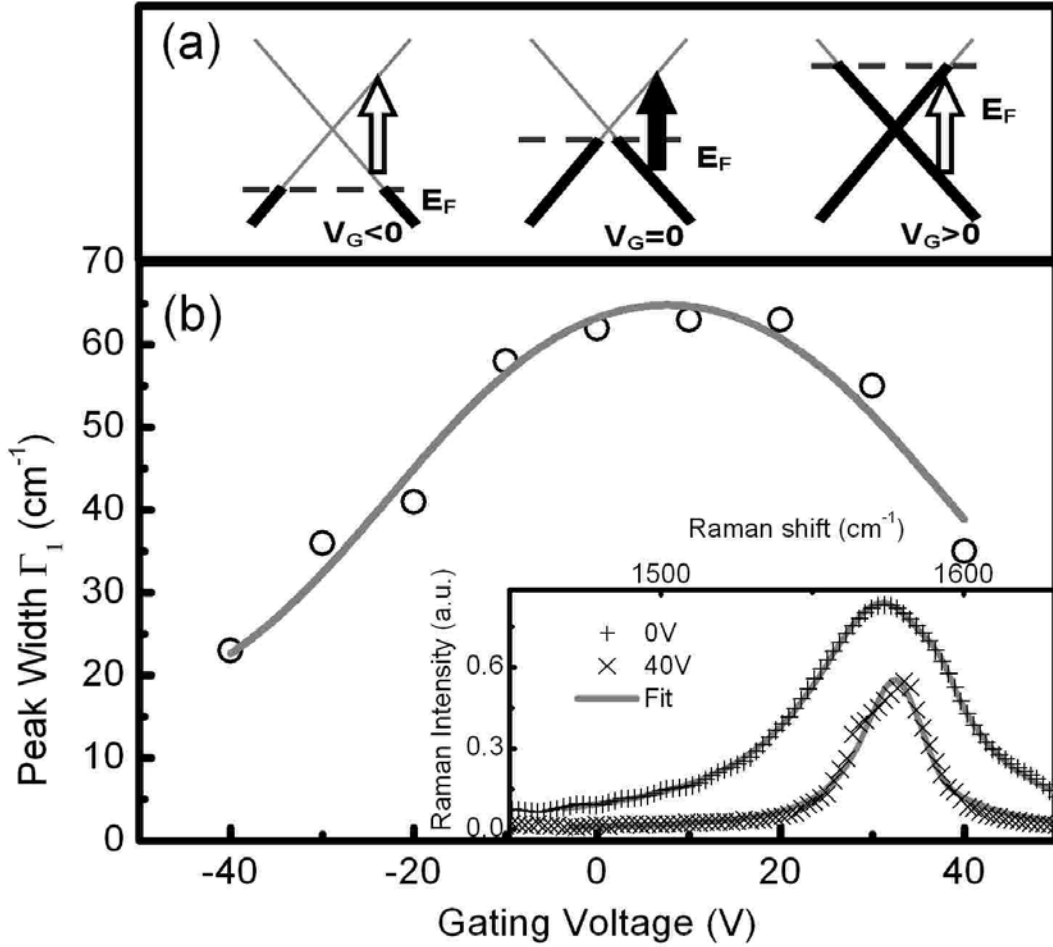 (a)
E_F
E_F
E_F
V_G<0
V_G=0
V_G>0
(b)
70
60
50
40
30
20
10
0
Peak Width Γ₁ (cm⁻¹)
-40
-20
0
20
40
Gating Voltage (V)
Raman shift (cm⁻¹)
1500
1600
Raman Intensity (a.u.)
0.6
0.3
0.0
0V
40V
Fit